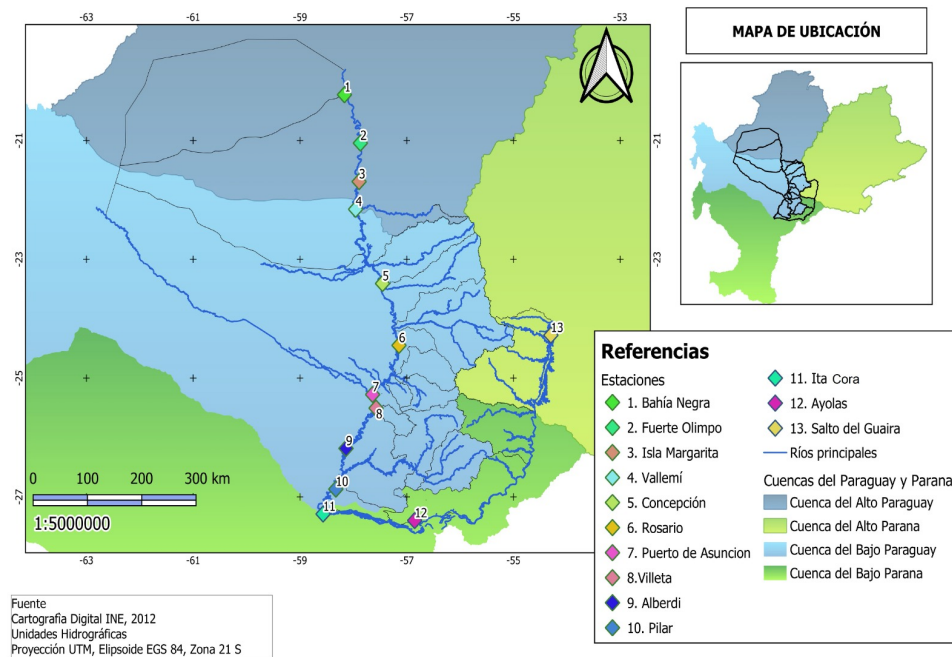 -63
-61
-59
-57
-55
-53
MAPA DE UBICACIÓN
1
-21
2
-21
3
4
-23
-23
5
13
6
-25
7
-25
8
9
10
-27
11
12
-63
-61
-59
-57
-55
0 100 200 300 km
1:5000000
Referencias
Estaciones
1. Bahía Negra
2. Fuerte Olimpo
3. Isla Margarita
4. Vallemí
5. Concepción
6. Rosario
7. Puerto de Asuncion
8.Villeta
9. Alberdi
10. Pilar
11. Ita Cora
12. Ayolas
13. Salto del Guaira
Ríos principales
Cuencas del Paraguay y Parana
Cuenca del Alto Paraguay
Cuenca del Alto Parana
Cuenca del Bajo Paraguay
Cuenca del Bajo Parana
Fuente
Cartografía Digital INE, 2012
Unidades Hidrográficas
Proyección UTM, Elipsoide EGS 84, Zona 21 S